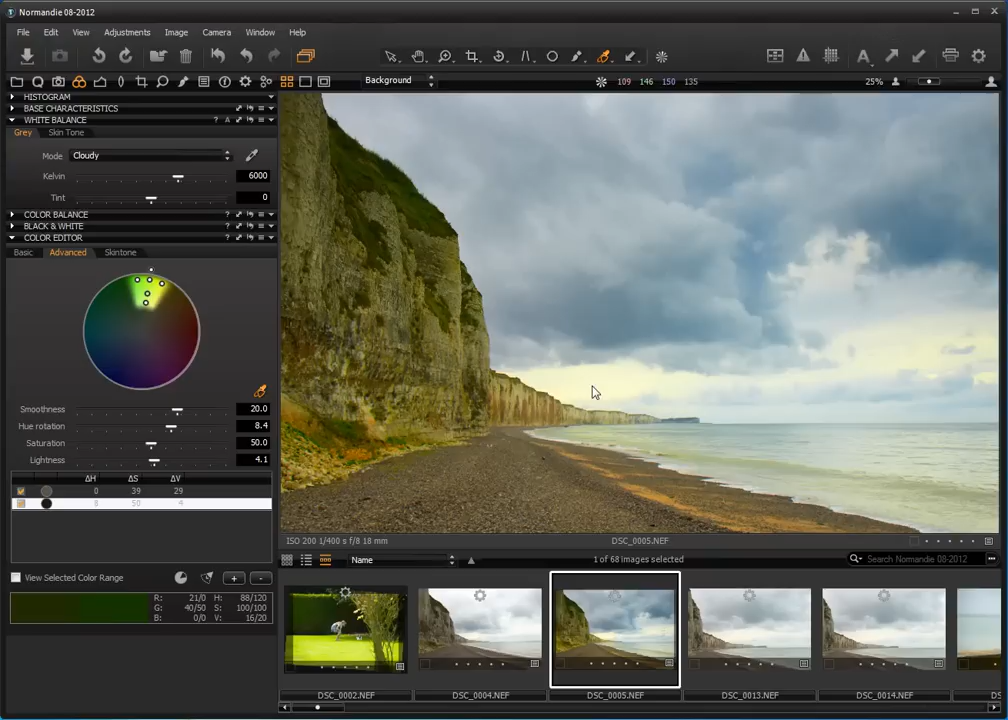 Normandie 08-2012
File Edit View Adjustments Image Camera Window Help
Background
109 146 150 135
25%
HISTOGRAM
BASE CHARACTERISTICS
WHITE BALANCE ? A
Grey Skin Tone
Mode Cloudy
Kelvin 6000
Tint 0
COLOR BALANCE ?
BLACK & WHITE ?
COLOR EDITOR ?
Basic Advanced Skintone
Smoothness 20.0
Hue rotation 8.4
Saturation 50.0
Lightness 4.1
ΔH ΔS ΔV
0 39 29
8 50 4
View Selected Color Range + -
R: 21/0 H: 88/120
G: 40/50 S: 100/100
B: 0/0 V: 16/20
ISO 200 1/400 s f/8 18 mm DSC_0005.NEF
Name 1 of 68 images selected Search Normandie 08-2012
DSC_0002.NEF DSC_0004.NEF DSC_0005.NEF DSC_0013.NEF DSC_0014.NEF DS